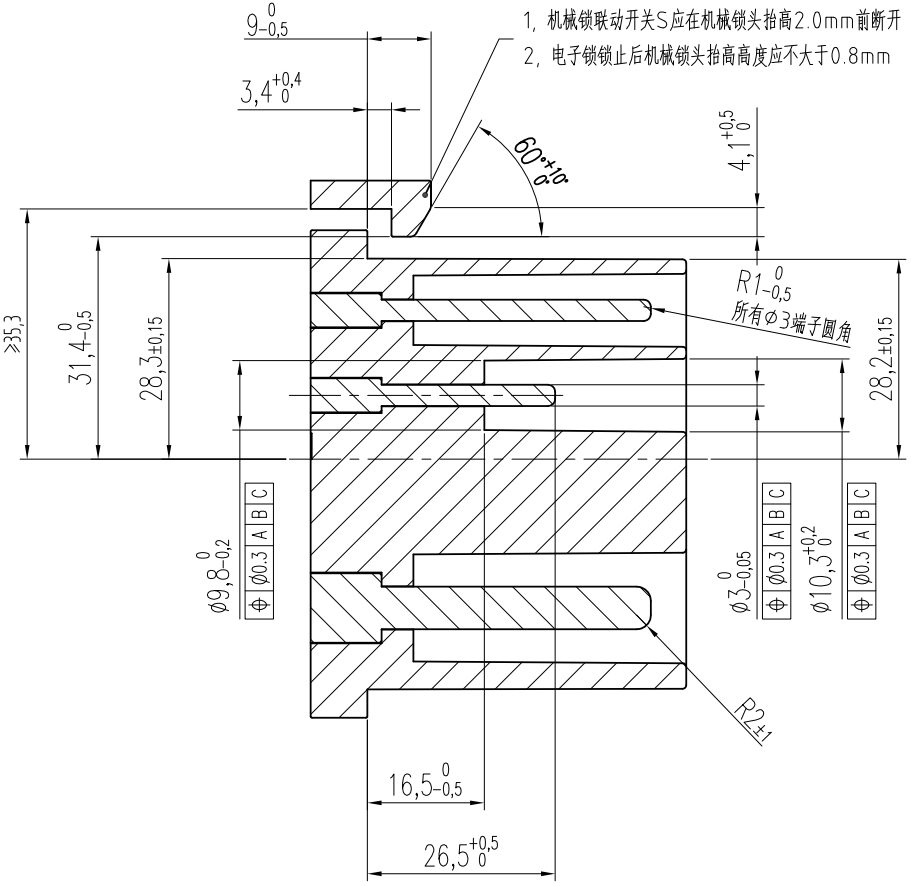 1, 机械锁联动开关S应在机械锁头抬高2.0mm前断开
2, 电子锁锁止后机械锁头抬高高度应不大于0.8mm
9 0 -0,5
3,4 +0,4 0
60° +10° 0°
4,1 +0,5 0
≥35,3
31,4 0 -0,5
28,3±0,15
R1 0 -0,5
所有Φ3端子圆角
28,2±0,15
Φ9,8 0 -0,2
⌖ Φ0.3 A B C
Φ3 0 -0,05
⌖ Φ0.3 A B C
Φ10,3 +0,2 0
⌖ Φ0.3 A B C
R2±1
16,5 0 -0,5
26,5 +0,5 0